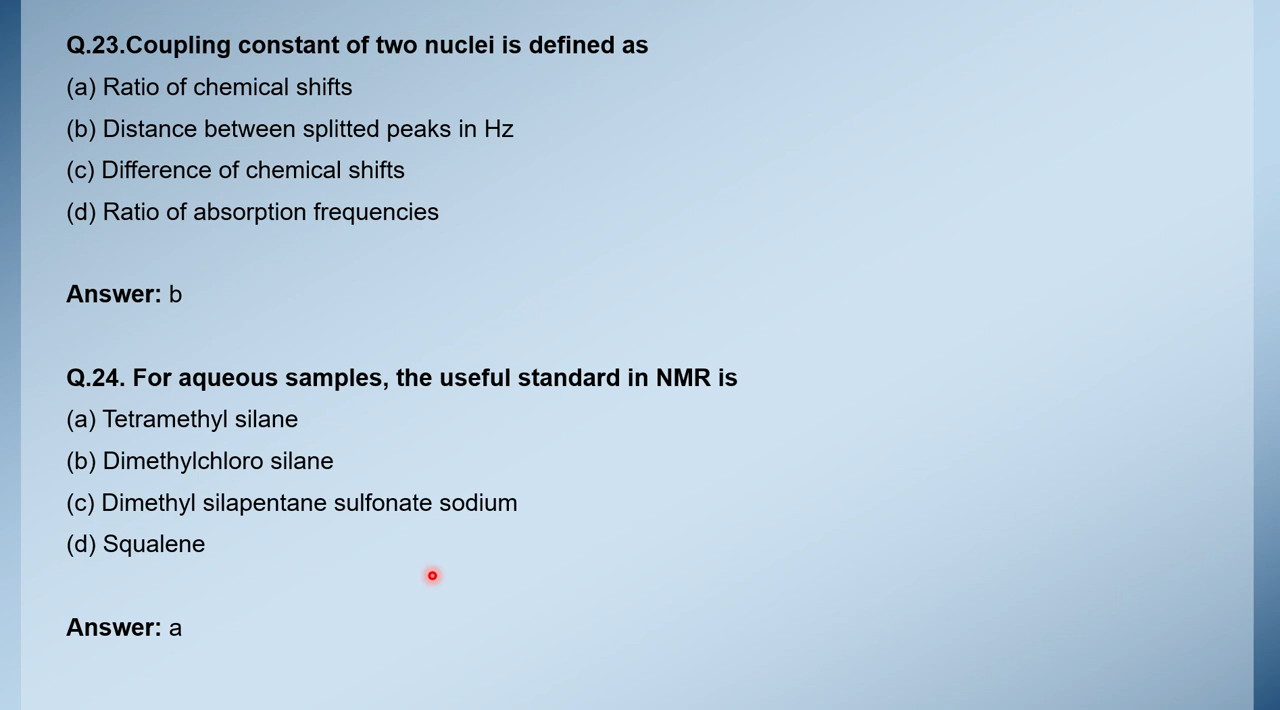 Q.23.Coupling constant of two nuclei is defined as
(a) Ratio of chemical shifts
(b) Distance between splitted peaks in Hz
(c) Difference of chemical shifts
(d) Ratio of absorption frequencies
Answer: b
Q.24. For aqueous samples, the useful standard in NMR is
(a) Tetramethyl silane
(b) Dimethylchloro silane
(c) Dimethyl silapentane sulfonate sodium
(d) Squalene
Answer: a